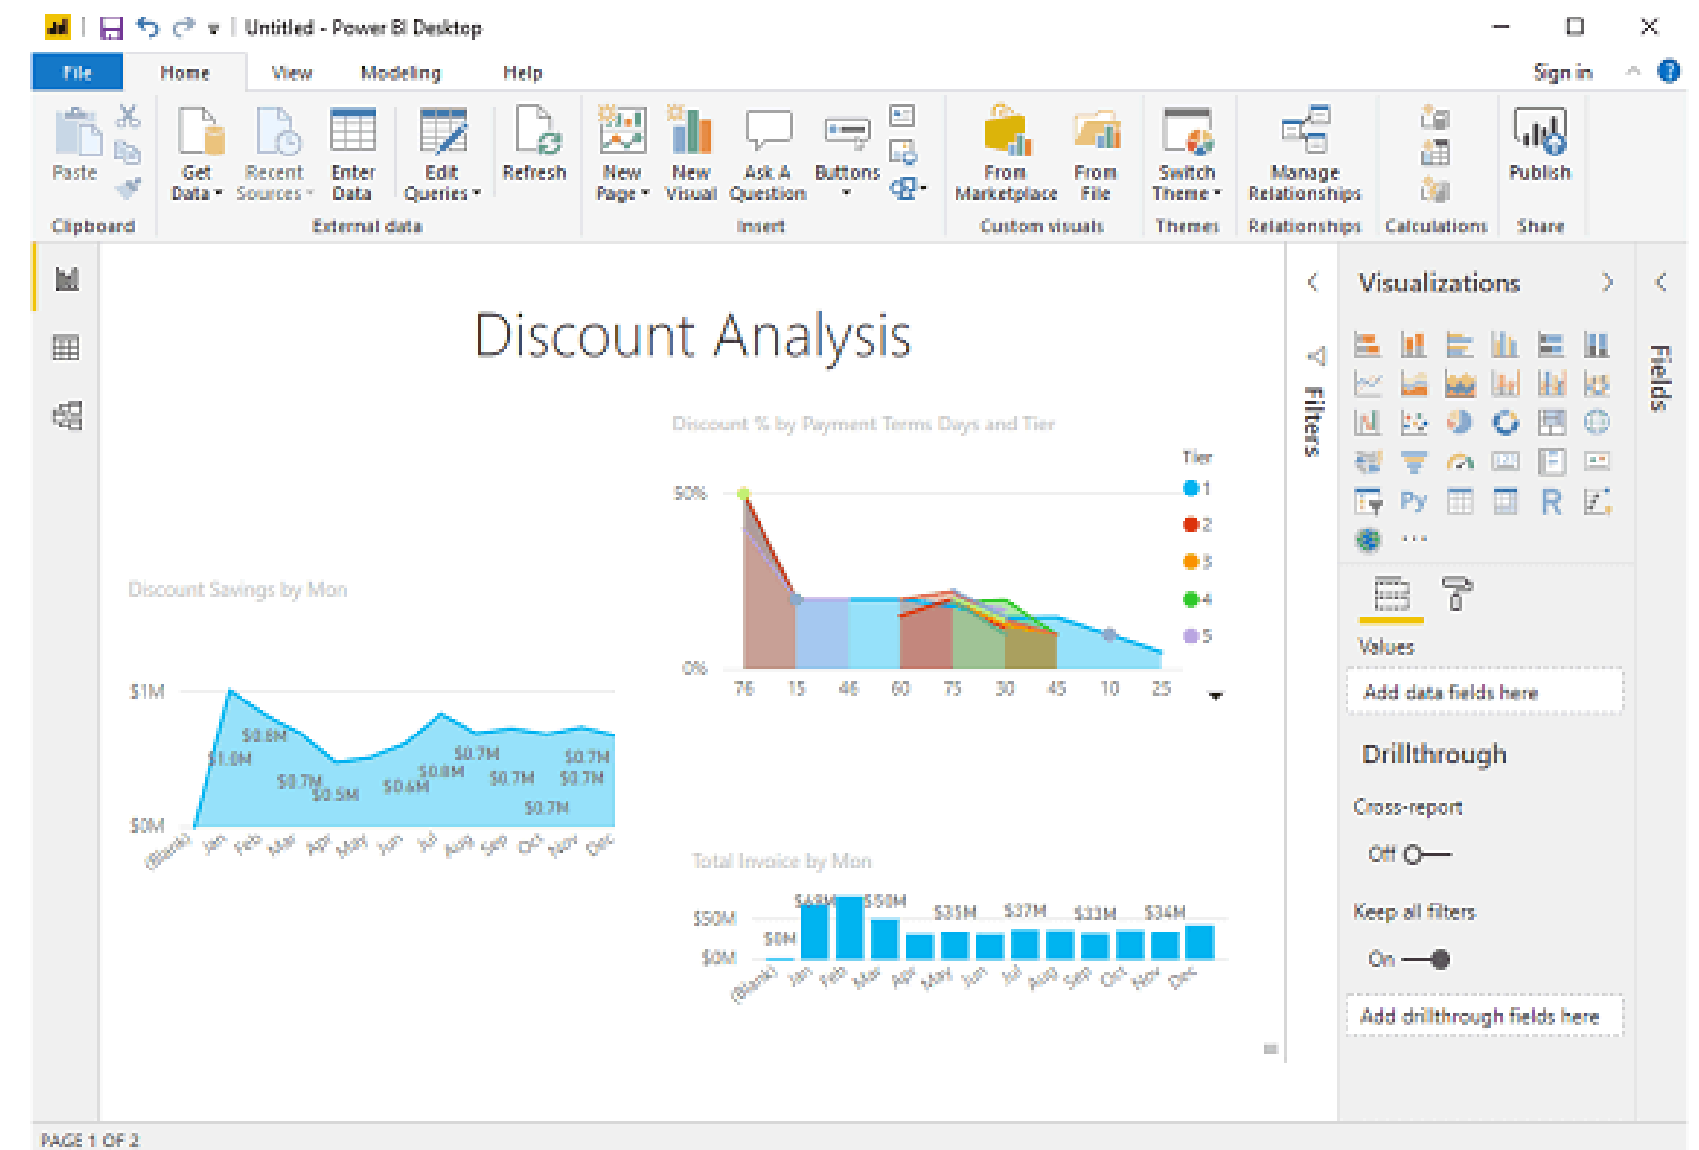 Untitled - Power BI Desktop
File Home View Modeling Help Sign in
Paste
Get Data
Recent Sources
Enter Data
Edit Queries
Refresh
New Page
New Visual
Ask A Question
Buttons
From Marketplace
From File
Switch Theme
Manage Relationships
Publish
Clipboard External data Insert Custom visuals Themes Relationships Calculations Share
Discount Analysis
Discount Savings by Mon
$1M
$0M
$1.0M
$0.8M
$0.7M
$0.5M
$0.6M
$0.8M
$0.7M
$0.7M
$0.7M
$0.7M
$0.7M
(Blank) Jan Feb Mar Apr May Jun Jul Aug Sep Oct Nov Dec
Discount % by Payment Terms Days and Tier
50%
0%
76 15 46 60 75 30 45 10 25
Tier
1
2
3
4
5
Total Invoice by Mon
$50M
$0M
$0M
$50M
$35M
$37M
$33M
$34M
(Blank) Jan Feb Mar Apr May Jun Jul Aug Sep Oct Nov Dec
Filters
Visualizations
Py
R
Values
Add data fields here
Drillthrough
Cross-report
Off
Keep all filters
On
Add drillthrough fields here
Fields
PAGE 1 OF 2